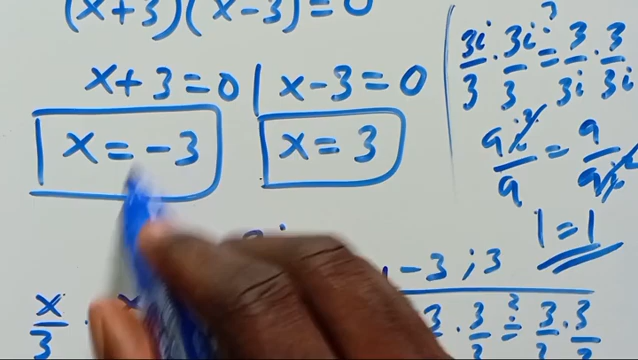 (x+3)(x-3)=0
x+3=0 | x-3=0
x=-3
x=3
3i/3 · 3i/3 ?= 3/3i · 3/3i
9i²/9 = 9/9i²
1=1
-3;3
x/3 ·
3 · 3/3 ?= 3/3 · 3/3